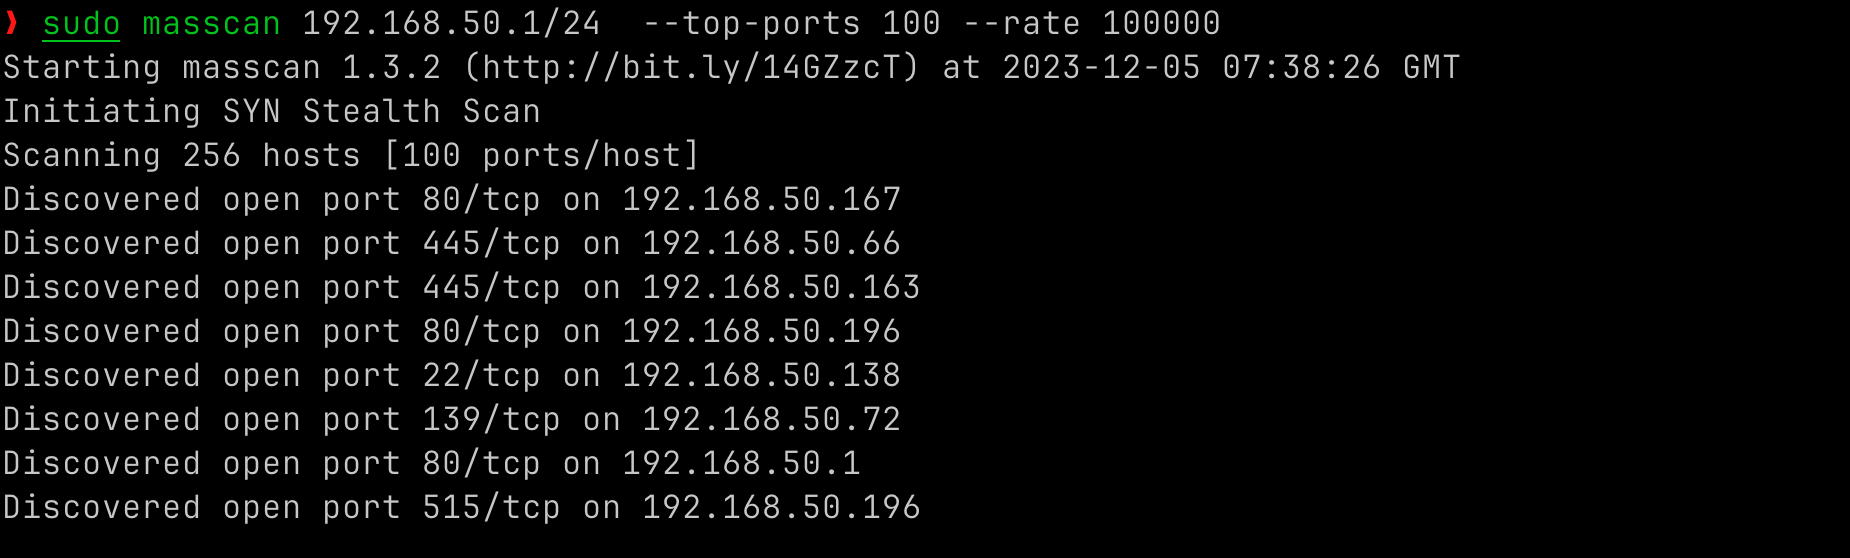 ❯ sudo masscan 192.168.50.1/24  --top-ports 100 --rate 100000
Starting masscan 1.3.2 (http://bit.ly/14GZzcT) at 2023-12-05 07:38:26 GMT
Initiating SYN Stealth Scan
Scanning 256 hosts [100 ports/host]
Discovered open port 80/tcp on 192.168.50.167
Discovered open port 445/tcp on 192.168.50.66
Discovered open port 445/tcp on 192.168.50.163
Discovered open port 80/tcp on 192.168.50.196
Discovered open port 22/tcp on 192.168.50.138
Discovered open port 139/tcp on 192.168.50.72
Discovered open port 80/tcp on 192.168.50.1
Discovered open port 515/tcp on 192.168.50.196